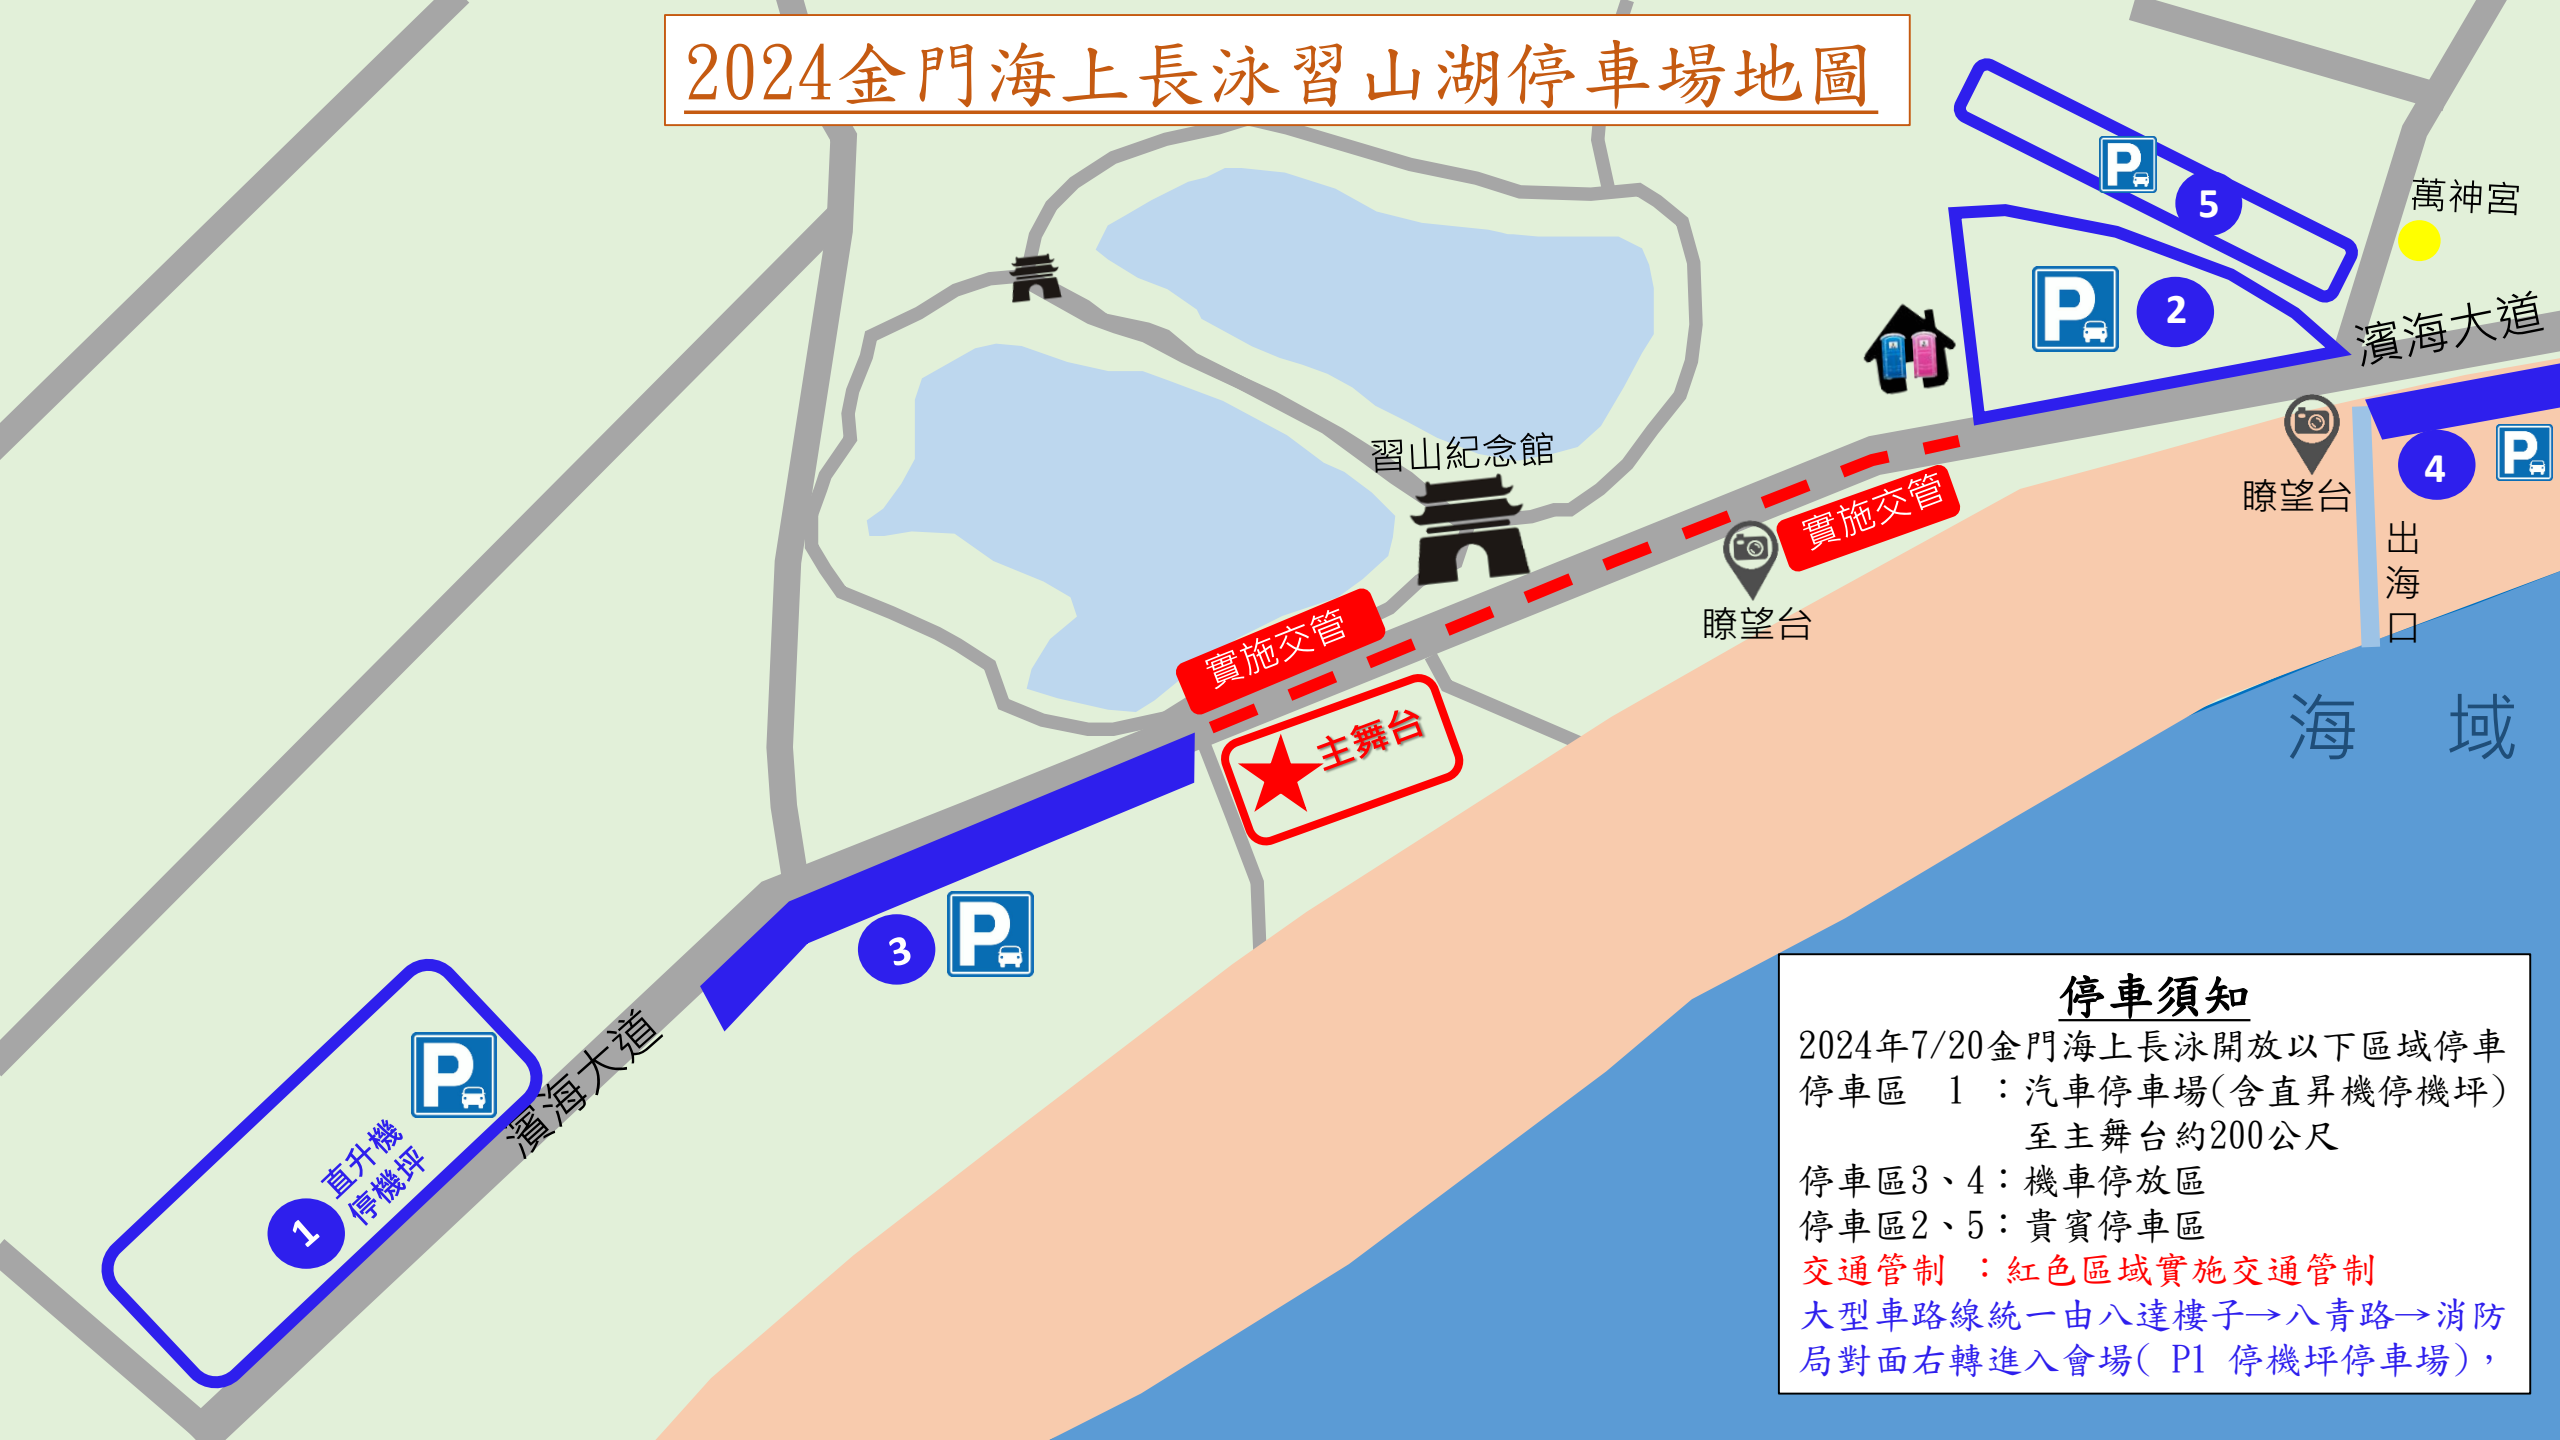 2024金門海上長泳習山湖停車場地圖
P
5
萬神宮
P
2
濱海大道
習山紀念館
實施交管
瞭望台
4
P
瞭望台
出海口
實施交管
主舞台
海 域
3
P
濱海大道
P
直升機
停機坪
1
停車須知
2024年7/20金門海上長泳開放以下區域停車
停車區 1 ：汽車停車場(含直昇機停機坪)
至主舞台約200公尺
停車區3、4：機車停放區
停車區2、5：貴賓停車區
交通管制 ：紅色區域實施交通管制
大型車路線統一由八達樓子→八青路→消防
局對面右轉進入會場( P1 停機坪停車場)，